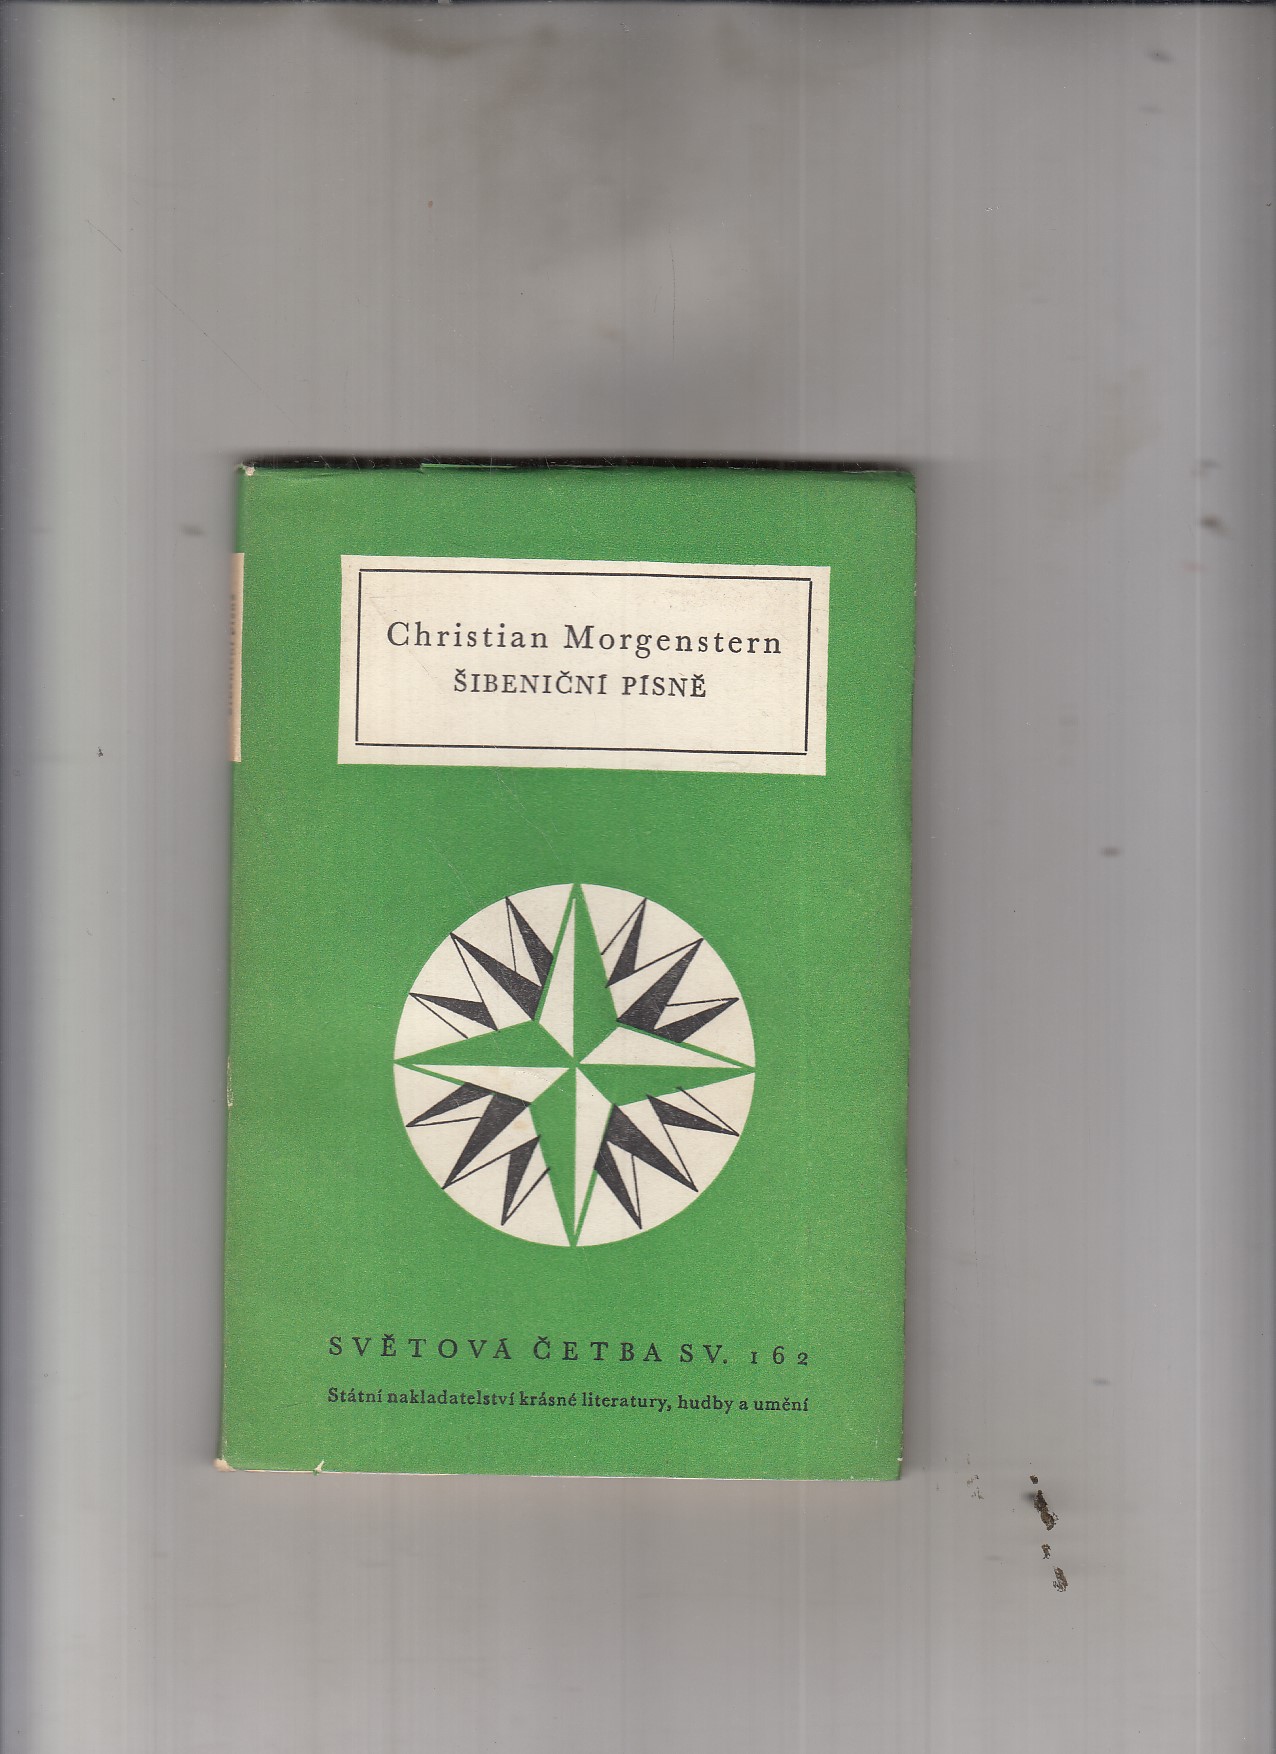 Christian Morgenstern
ŠIBENIČNÍ PÍSNĚ
SVĚTOVÁ ČETBA SV. 162
Státní nakladatelství krásné literatury, hudby a umění